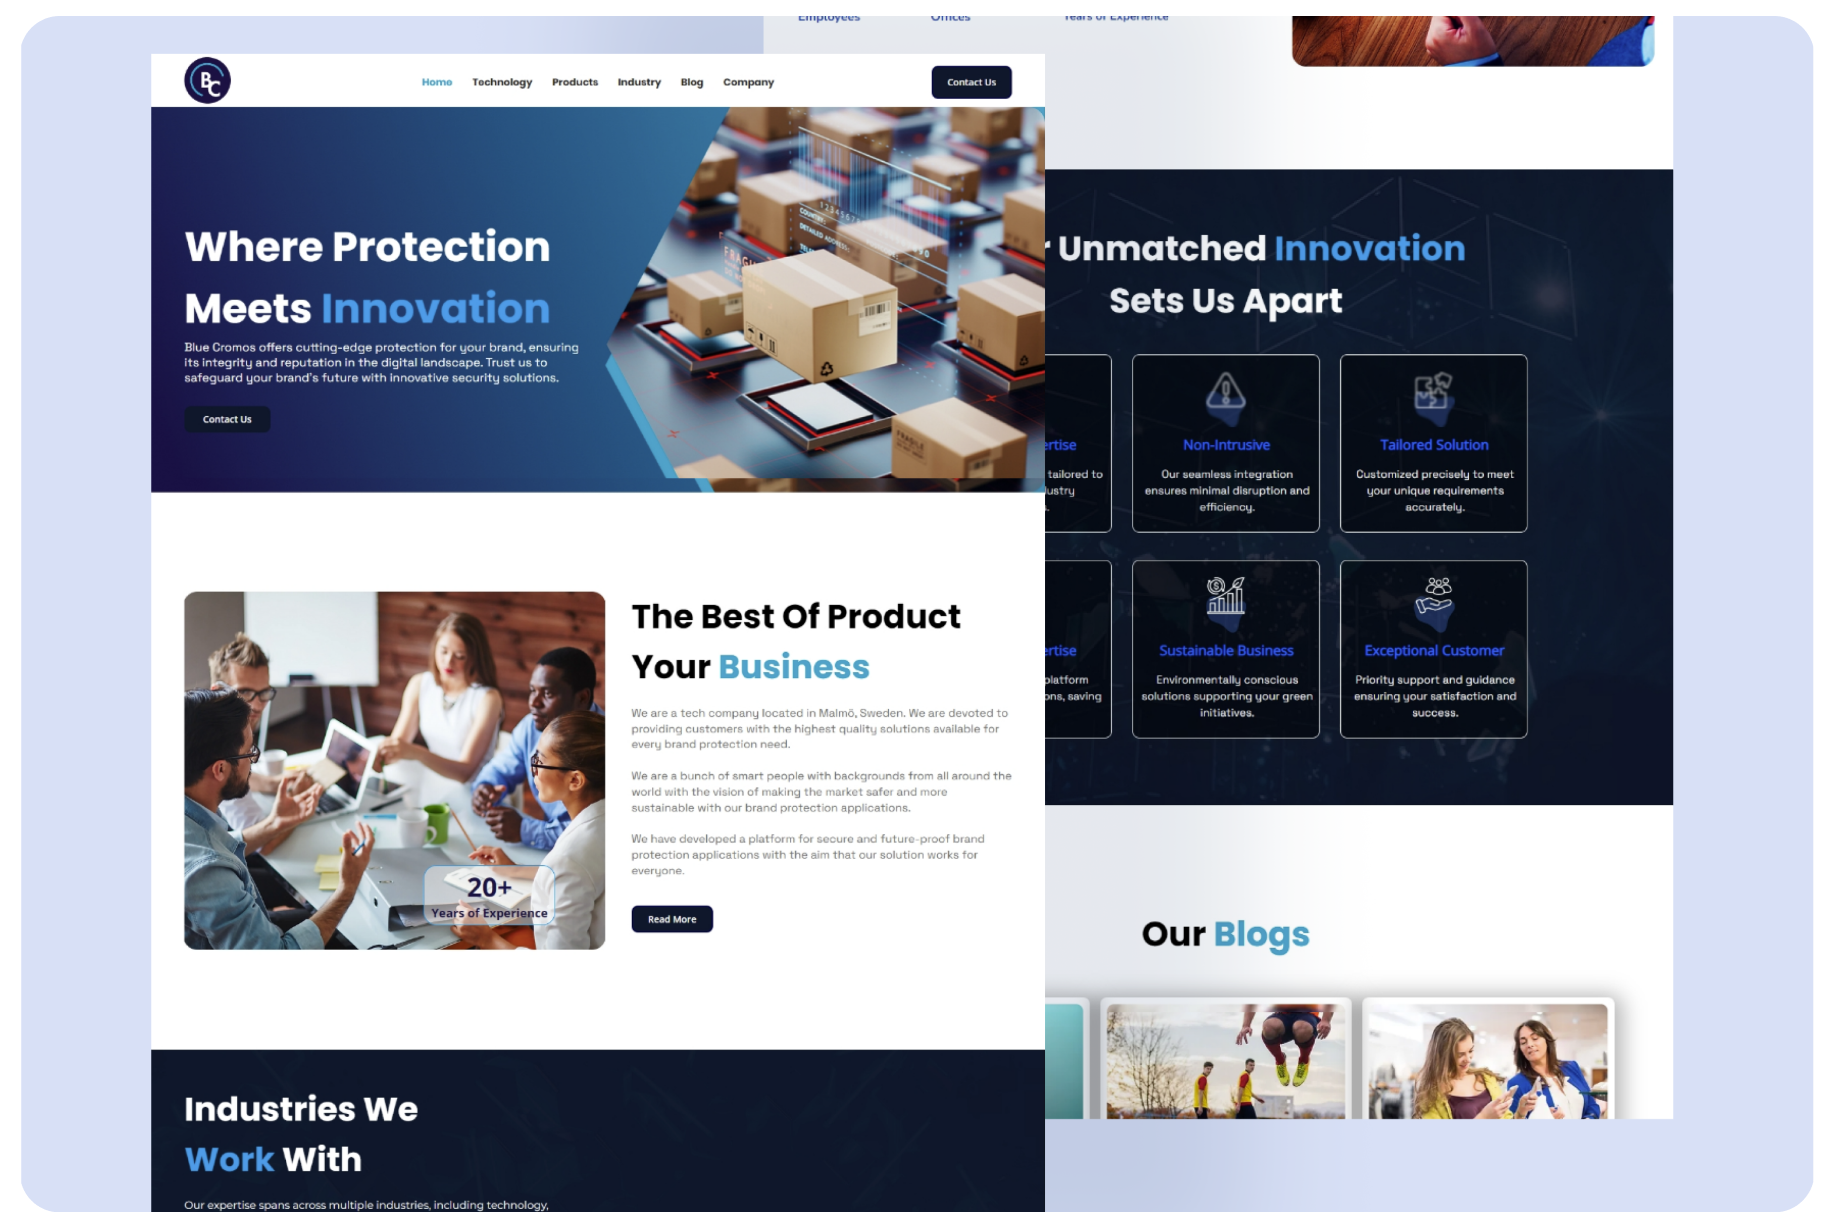 BC
Home Technology Products Industry Blog Company
Contact Us
Where Protection
Meets Innovation
Blue Cromos offers cutting-edge protection for your brand, ensuring
its integrity and reputation in the digital landscape. Trust us to
safeguard your brand's future with innovative security solutions.
Contact Us
COUNTRY:
DETAILED ADDRESS:
FRAGILE
The Best Of Product
Your Business
We are a tech company located in Malmö, Sweden. We are devoted to
providing customers with the highest quality solutions available for
every brand protection need.
We are a bunch of smart people with backgrounds from all around the
world with the vision of making the market safer and more
sustainable with our brand protection applications.
We have developed a platform for secure and future-proof brand
protection applications with the aim that our solution works for
everyone.
Read More
20+
Years of Experience
Industries We
Work With
Our expertise spans across multiple industries, including technology,
Employees Offices Years of Experience
Unmatched Innovation
Sets Us Apart
ertise
tailored to
ustry
s.
Non-Intrusive
Our seamless integration
ensures minimal disruption and
efficiency.
Tailored Solution
Customized precisely to meet
your unique requirements
accurately.
ertise
platform
ons, saving
Sustainable Business
Environmentally conscious
solutions supporting your green
initiatives.
Exceptional Customer
Priority support and guidance
ensuring your satisfaction and
success.
Our Blogs